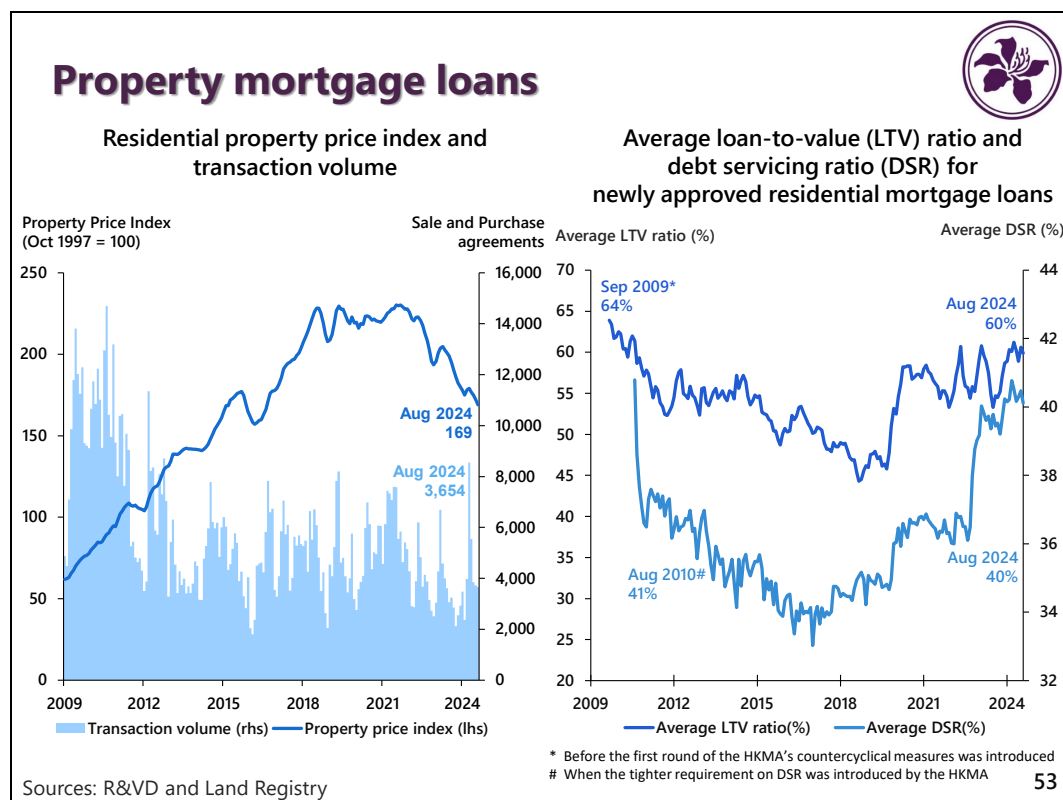 Property mortgage loans
Residential property price index and
transaction volume
Property Price Index
(Oct 1997 = 100)
Sale and Purchase
agreements
250
200
150
100
50
0
16,000
14,000
12,000
10,000
8,000
6,000
4,000
2,000
0
Aug 2024
169
Aug 2024
3,654
2009
2012
2015
2018
2021
2024
Transaction volume (rhs)
Property price index (lhs)
Average loan-to-value (LTV) ratio and
debt servicing ratio (DSR) for
newly approved residential mortgage loans
Average LTV ratio (%)
Average DSR (%)
70
65
60
55
50
45
40
35
30
25
20
44
42
40
38
36
34
32
Sep 2009*
64%
Aug 2024
60%
Aug 2010#
41%
Aug 2024
40%
2009
2012
2015
2018
2021
2024
Average LTV ratio(%)
Average DSR(%)
* Before the first round of the HKMA's countercyclical measures was introduced
# When the tighter requirement on DSR was introduced by the HKMA
Sources: R&VD and Land Registry
53